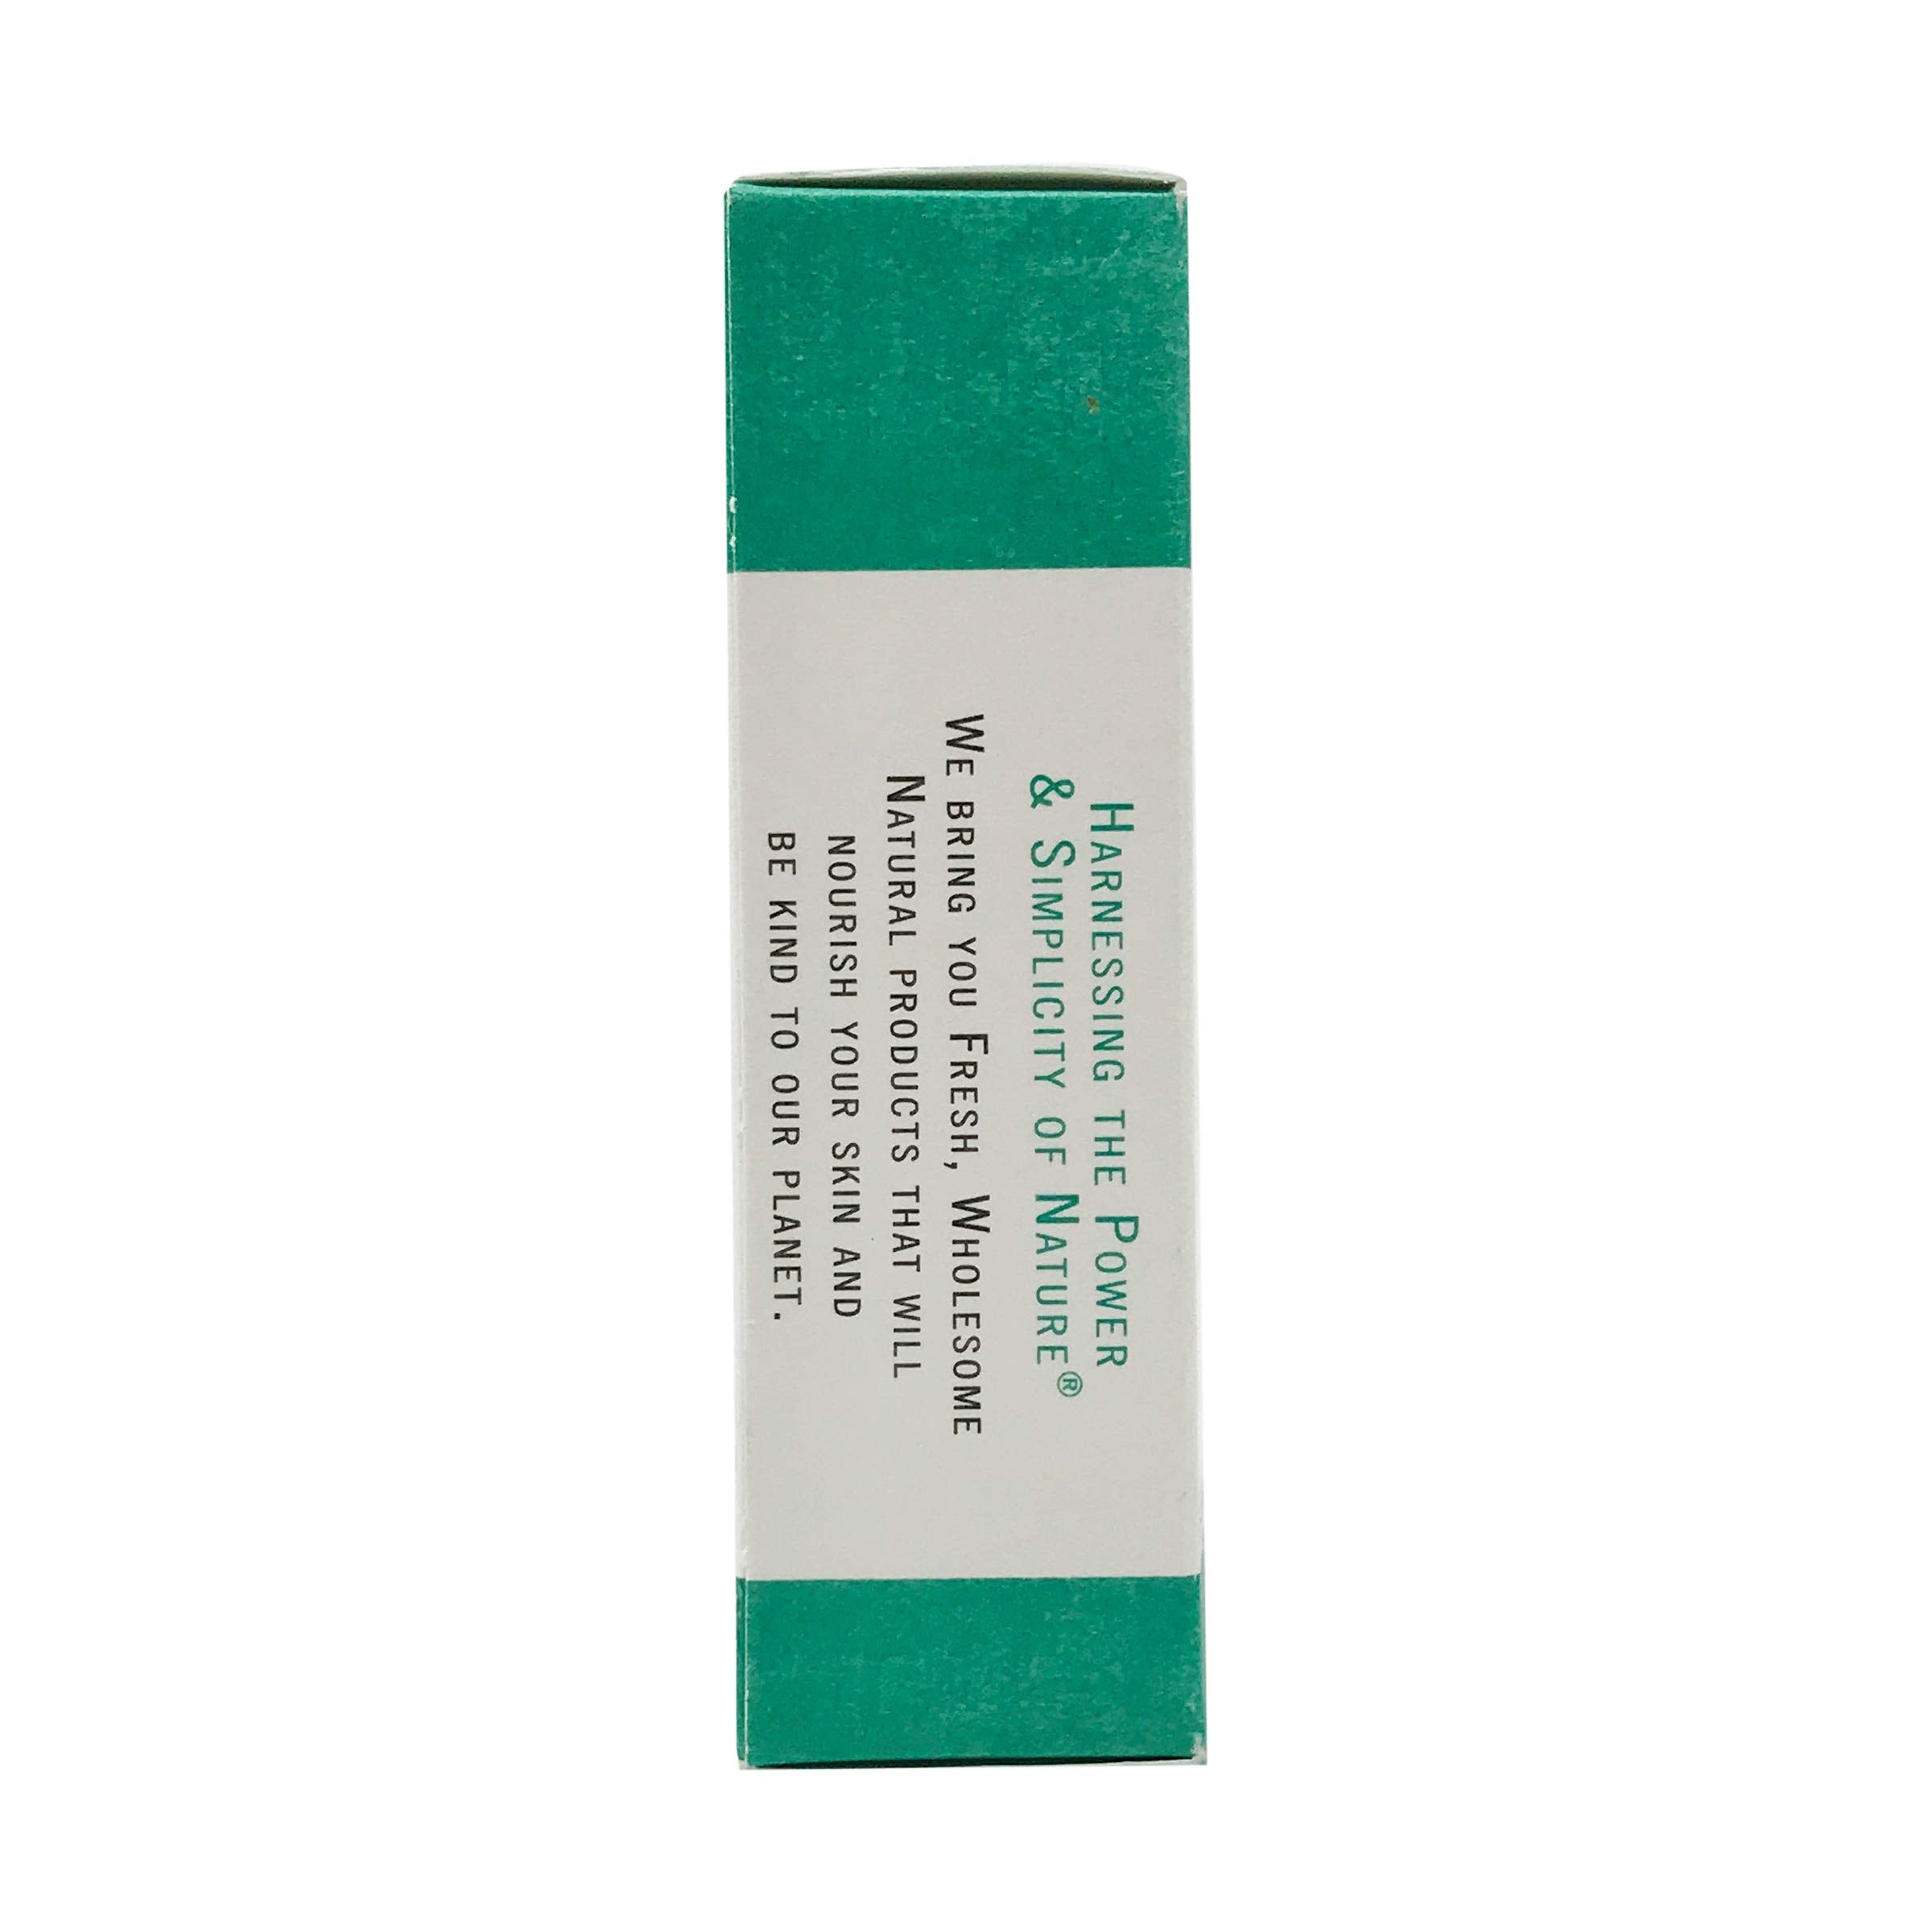 Harnessing the Power
& Simplicity of Nature®
We bring you Fresh, Wholesome
Natural products that will
nourish your skin and
be kind to our planet.